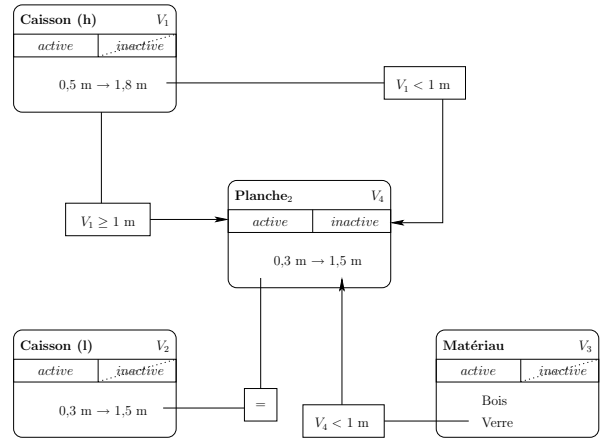 Caisson (h) V₁
active inactive
0,5 m → 1,8 m
V₁ < 1 m
V₁ ≥ 1 m
Planche₂ V₄
active inactive
0,3 m → 1,5 m
Caisson (l) V₂
active inactive
0,3 m → 1,5 m
=
V₄ < 1 m
Matériau V₃
active inactive
Bois
Verre